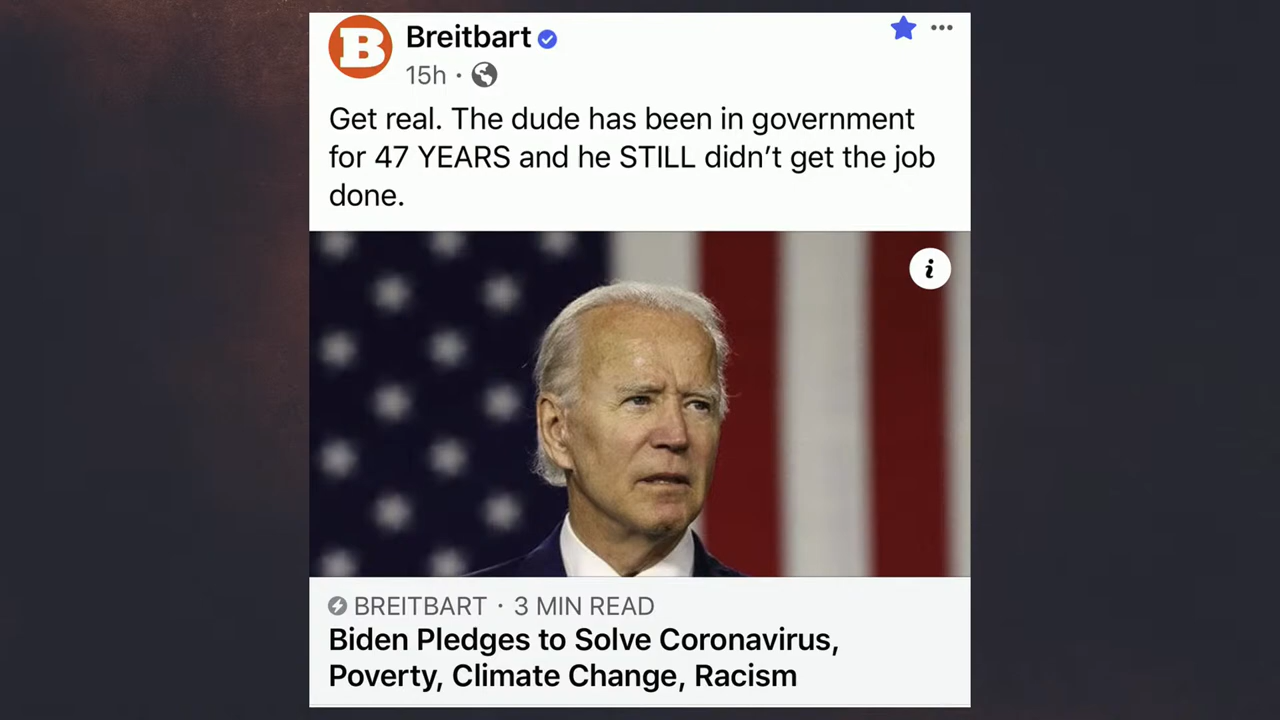 B
Breitbart
15h ·
Get real. The dude has been in government
for 47 YEARS and he STILL didn’t get the job
done.
i
BREITBART · 3 MIN READ
Biden Pledges to Solve Coronavirus,
Poverty, Climate Change, Racism